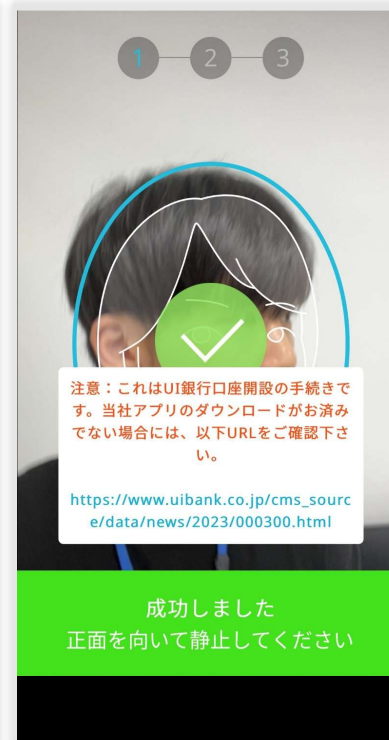 1 2 3
注意：これはUI銀行口座開設の手続きで
す。当社アプリのダウンロードがお済み
でない場合には、以下URLをご確認下さ
い。
https://www.uibank.co.jp/cms_sourc
e/data/news/2023/000300.html
成功しました
正面を向いて静止してください